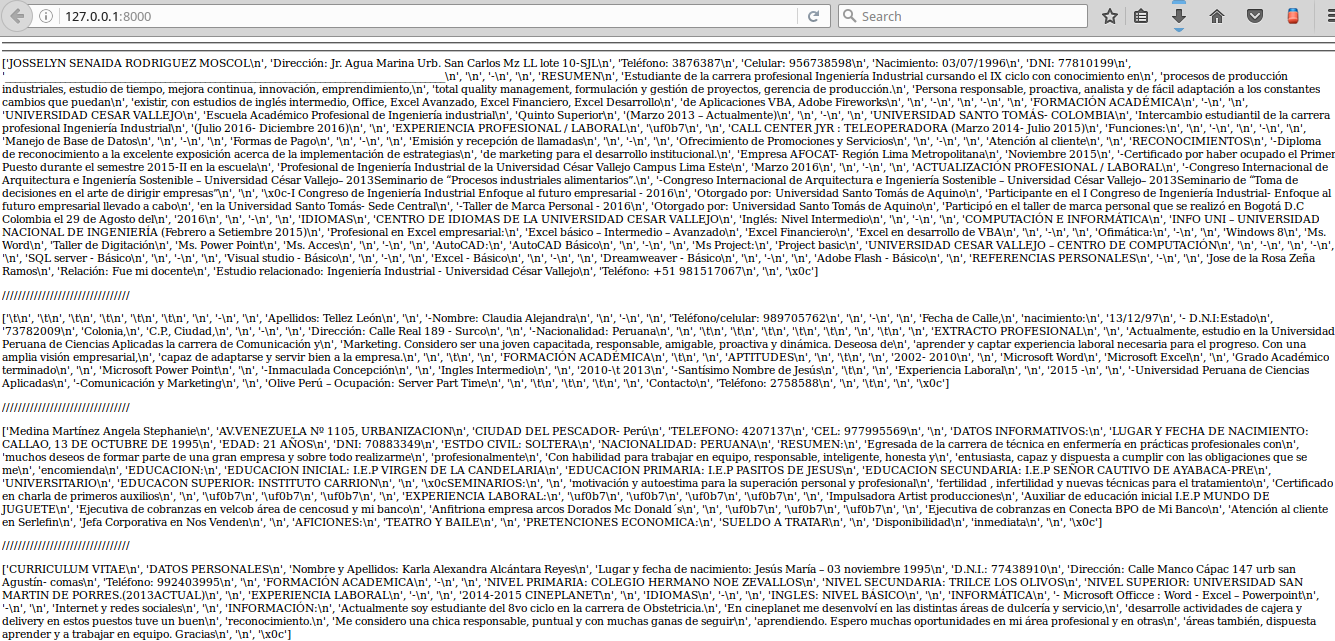 127.0.0.1:8000
Search
['JOSSELYN SENAIDA RODRIGUEZ MOSCOL\n', 'Dirección: Jr. Agua Marina Urb. San Carlos Mz LL lote 10-SJL\n', 'Teléfono: 3876387\n', 'Celular: 956738598\n', 'Nacimiento: 03/07/1996\n', 'DNI: 77810199\n',
'______________________________________________________________________________\n', '\n', '-\n', '\n', 'RESUMEN\n', 'Estudiante de la carrera profesional Ingeniería Industrial cursando el IX ciclo con conocimiento en\n', 'procesos de producción
industriales, estudio de tiempo, mejora continua, innovación, emprendimiento,\n', 'total quality management, formulación y gestión de proyectos, gerencia de producción.\n', 'Persona responsable, proactiva, analista y de fácil adaptación a los constantes
cambios que puedan\n', 'existir, con estudios de inglés intermedio, Office, Excel Avanzado, Excel Financiero, Excel Desarrollo\n', 'de Aplicaciones VBA, Adobe Fireworks\n', '\n', '-\n', '\n', '-\n', '\n', 'FORMACIÓN ACADÉMICA\n', '-\n', '\n',
'UNIVERSIDAD CESAR VALLEJO\n', 'Escuela Académico Profesional de Ingeniería industrial\n', 'Quinto Superior\n', '(Marzo 2013 – Actualmente)\n', '\n', '-\n', '\n', 'UNIVERSIDAD SANTO TOMÁS- COLOMBIA\n', 'Intercambio estudiantil de la carrera
profesional Ingeniería Industrial\n', '(Julio 2016- Diciembre 2016)\n', '\n', 'EXPERIENCIA PROFESIONAL / LABORAL\n', '\uf0b7\n', '\n', 'CALL CENTER JYR : TELEOPERADORA (Marzo 2014- Julio 2015)\n', 'Funciones:\n', '\n', '-\n', '\n', '-\n', '\n',
'Manejo de Base de Datos\n', '\n', '-\n', '\n', 'Formas de Pago\n', '\n', '-\n', '\n', 'Emisión y recepción de llamadas\n', '\n', '-\n', '\n', 'Ofrecimiento de Promociones y Servicios\n', '\n', '-\n', '\n', 'Atención al cliente\n', '\n', '\n', 'RECONOCIMIENTOS\n', '-Diploma
de reconocimiento a la excelente exposición acerca de la implementación de estrategias\n', 'de marketing para el desarrollo institucional.\n', 'Empresa AFOCAT- Región Lima Metropolitana\n', 'Noviembre 2015\n', '-Certificado por haber ocupado el Primer
Puesto durante el semestre 2015-II en la escuela\n', 'Profesional de Ingeniería Industrial de la Universidad César Vallejo Campus Lima Este\n', 'Marzo 2016\n', '\n', '-\n', '\n', 'ACTUALIZACIÓN PROFESIONAL / LABORAL\n', '-Congreso Internacional de
Arquitectura e Ingeniería Sostenible – Universidad César Vallejo– 2013Seminario de “Procesos industriales alimentarios”.\n', '-Congreso Internacional de Arquitectura e Ingeniería Sostenible – Universidad César Vallejo– 2013Seminario de “Toma de
decisiones en el arte de dirigir empresas”\n', '\n', '\x0c-I Congreso de Ingeniería Industrial Enfoque al futuro empresarial - 2016\n', 'Otorgado por: Universidad Santo Tomás de Aquino\n', 'Participante en el I Congreso de Ingeniería Indus “Trial- Enfoque al
futuro empresarial llevado a cabo\n', 'en la Universidad Santo Tomás- Sede Central\n', '-Taller de Marca Personal - 2016\n', 'Otorgado por: Universidad Santo Tomás de Aquino\n', 'Participó en el taller de marca personal que se realizó en Bogotá D.C
Colombia el 29 de Agosto del\n', '2016\n', '\n', '-\n', '\n', 'IDIOMAS\n', 'CENTRO DE IDIOMAS DE LA UNIVERSIDAD CESAR VALLEJO\n', 'Inglés: Nivel Intermedio\n', '\n', '-\n', '\n', 'COMPUTACIÓN E INFORMÁTICA\n', 'INFO UNI – UNIVERSIDAD
NACIONAL DE INGENIERÍA (Febrero a Setiembre 2015)\n', 'Profesional en Excel empresarial:\n', 'Excel básico – Intermedio – Avanzado\n', 'Excel Financiero\n', 'Excel en desarrollo de VBA\n', '\n', '-\n', '\n', 'Ofimática:\n', '-\n', '\n', 'Windows 8\n', 'Ms.
Word\n', 'Taller de Digitación\n', 'Ms. Power Point\n', 'Ms. Acces\n', '\n', '-\n', '\n', 'AutoCAD:\n', 'AutoCAD Básico\n', '\n', '-\n', '\n', 'Ms Project:\n', 'Project basic\n', 'UNIVERSIDAD CESAR VALLEJO – CENTRO DE COMPUTACIÓN\n', '\n', '-\n', '\n', '-\n',
'\n', 'SQL server - Básico\n', '\n', '-\n', '\n', 'Visual studio - Básico\n', '\n', '-\n', '\n', 'Excel - Básico\n', '\n', '-\n', '\n', 'Dreamweaver - Básico\n', '\n', '-\n', '\n', 'Adobe Flash - Básico\n', '\n', 'REFERENCIAS PERSONALES\n', '-\n', '\n', 'Jose de la Rosa Zeña
Ramos\n', 'Relación: Fue mi docente\n', 'Estudio relacionado: Ingeniería Industrial - Universidad César Vallejo\n', 'Teléfono: +51 981517067\n', '\n', '\n', '\x0c']
////////////////////////////////
['\t\n', '\t\n', '\t\n', '\t\n', '\t\n', '\t\n', '\n', '-\n', '\n', 'Apellidos: Tellez León\n', '\n', '-Nombre: Claudia Alejandra\n', '\n', '\n', '-\n', '\n', 'Teléfono/celular: 989705762\n', '\n', '-\n', '\n', 'Fecha de Calle,\n', 'nacimiento:\n', '13/12/97\n', '- D.N.I:Estado\n',
'73782009\n', 'Colonia,\n', 'C.P., Ciudad,\n', '\n', '-\n', '\n', 'Dirección: Calle Real 189 - Surco\n', '\n', '-Nacionalidad: Peruana\n', '\n', '\t\n', '\t\n', '\t\n', '\t\n', '\t\n', '\t\n', '\n', 'EXTRACTO PROFESIONAL\n', '\n', 'Actualmente, estudio en la Universidad
Peruana de Ciencias Aplicadas la carrera de Comunicación y\n', 'Marketing. Considero ser una joven capacitada, responsable, amigable, proactiva y dinámica. Deseosa de\n', 'aprender y captar experiencia laboral necesaria para el progreso. Con una
amplia visión empresarial,\n', 'capaz de adaptarse y servir bien a la empresa.\n', '\n', '\t\n', '\n', 'FORMACIÓN ACADÉMICA\n', '\t\n', '\n', 'APTITUDES\n', '\n', '\t\n', '\n', '2002- 2010\n', '\n', 'Microsoft Word\n', 'Microsoft Excel\n', '\n', 'Grado Académico
terminado\n', '\n', 'Microsoft Power Point\n', '\n', '-Inmaculada Concepción\n', '\n', 'Ingles Intermedio\n', '\n', '2010-\t 2013\n', '-Santísimo Nombre de Jesús\n', '\t\n', '\n', 'Experiencia Laboral\n', '\n', '2015 -\n', '\n', '-Universidad Peruana de Ciencias
Aplicadas\n', '-Comunicación y Marketing\n', '\n', 'Olive Perú – Ocupación: Server Part Time\n', '\n', '\t\n', '\t\n', '\t\n', '\n', 'Contacto\n', 'Teléfono: 2758588\n', '\n', '\t\n', '\n', '\x0c']
////////////////////////////////
['Medina Martínez Angela Stephanie\n', 'AV.VENEZUELA Nº 1105, URBANIZACION\n', 'CIUDAD DEL PESCADOR- Perú\n', 'TELEFONO: 4207137\n', 'CEL: 977995569\n', '\n', 'DATOS INFORMATIVOS:\n', 'LUGAR Y FECHA DE NACIMIENTO:
CALLAO, 13 DE OCTUBRE DE 1995\n', 'EDAD: 21 AÑOS\n', 'DNI: 70883349\n', 'ESTDO CIVIL: SOLTERA\n', 'NACIONALIDAD: PERUANA\n', 'RESUMEN:\n', 'Egresada de la carrera de técnica en enfermería en prácticas profesionales con\n',
'muchos deseos de formar parte de una gran empresa y sobre todo realizarme\n', 'profesionalmente\n', 'Con habilidad para trabajar en equipo, responsable, inteligente, honesta y\n', 'entusiasta, capaz y dispuesta a cumplir con las obligaciones que se
me\n', 'encomienda\n', 'EDUCACION:\n', 'EDUCACION INICIAL: I.E.P VIRGEN DE LA CANDELARIA\n', 'EDUCACION PRIMARIA: I.E.P PASITOS DE JESUS\n', 'EDUCACION SECUNDARIA: I.E.P SEÑOR CAUTIVO DE AYABACA-PRE\n',
'UNIVERSITARIO\n', 'EDUCACON SUPERIOR: INSTITUTO CARRION\n', '\n', '\x0cSEMINARIOS:\n', '\n', 'motivación y autoestima para la superación personal y profesional\n', 'fertilidad , infertilidad y nuevas técnicas para el tratamiento\n', 'Certificado
en charla de primeros auxilios\n', '\n', '\uf0b7\n', '\uf0b7\n', '\uf0b7\n', '\n', 'EXPERIENCIA LABORAL:\n', '\uf0b7\n', '\uf0b7\n', '\uf0b7\n', '\uf0b7\n', '\uf0b7\n', '\n', 'Impulsadora Artist producciones\n', 'Auxiliar de educación inicial I.E.P MUNDO DE
JUGUETE\n', 'Ejecutiva de cobranzas en velcob área de cencosud y mi banco\n', 'Anfitriona empresa arcos Dorados Mc Donald´s\n', '\n', '\uf0b7\n', '\uf0b7\n', '\uf0b7\n', '\n', 'Ejecutiva de cobranzas en Conecta BPO de Mi Banco\n', 'Atención al cliente
en Serlefin\n', 'Jefa Corporativa en Nos Venden\n', '\n', 'AFICIONES:\n', 'TEATRO Y BAILE\n', '\n', 'PRETENCIONES ECONOMICA:\n', 'SUELDO A TRATAR\n', '\n', 'Disponibilidad\n', 'inmediata\n', '\n', '\n', '\x0c']
////////////////////////////////
['CURRICULUM VITAE\n', 'DATOS PERSONALES\n', 'Nombre y Apellidos: Karla Alexandra Alcántara Reyes\n', 'Lugar y fecha de nacimiento: Jesús María – 03 noviembre 1995\n', 'D.N.I.: 77438910\n', 'Dirección: Calle Manco Cápac 147 urb san
Agustín- comas\n', 'Teléfono: 992403995\n', '\n', 'FORMACIÓN ACADEMICA\n', '-\n', '\n', 'NIVEL PRIMARIA: COLEGIO HERMANO NOE ZEVALLOS\n', 'NIVEL SECUNDARIA: TRILCE LOS OLIVOS\n', 'NIVEL SUPERIOR: UNIVERSIDAD SAN
MARTIN DE PORRES.(2013ACTUAL)\n', '\n', 'EXPERIENCIA LABORAL\n', '-\n', '\n', '2014-2015 CINEPLANET\n', '\n', 'IDIOMAS\n', '-\n', '\n', 'INGLES: NIVEL BÁSICO\n', '\n', 'INFORMÁTICA\n', '- Microsoft Officce : Word - Excel – Powerpoint\n',
'-\n', '\n', 'Internet y redes sociales\n', '\n', 'INFORMACIÓN:\n', 'Actualmente soy estudiante del 8vo ciclo en la carrera de Obstetricia.\n', 'En cineplanet me desenvolví en las distintas áreas de dulcería y servicio,\n', 'desarrolle actividades de cajera y
delivery en estos puestos tuve un buen\n', 'reconocimiento.\n', 'Me considero una chica responsable, puntual y con muchas ganas de seguir\n', 'aprendiendo. Espero muchas oportunidades en mi área profesional y en otras\n', 'áreas también, dispuesta
aprender y a trabajar en equipo. Gracias\n', '\n', '\x0c']